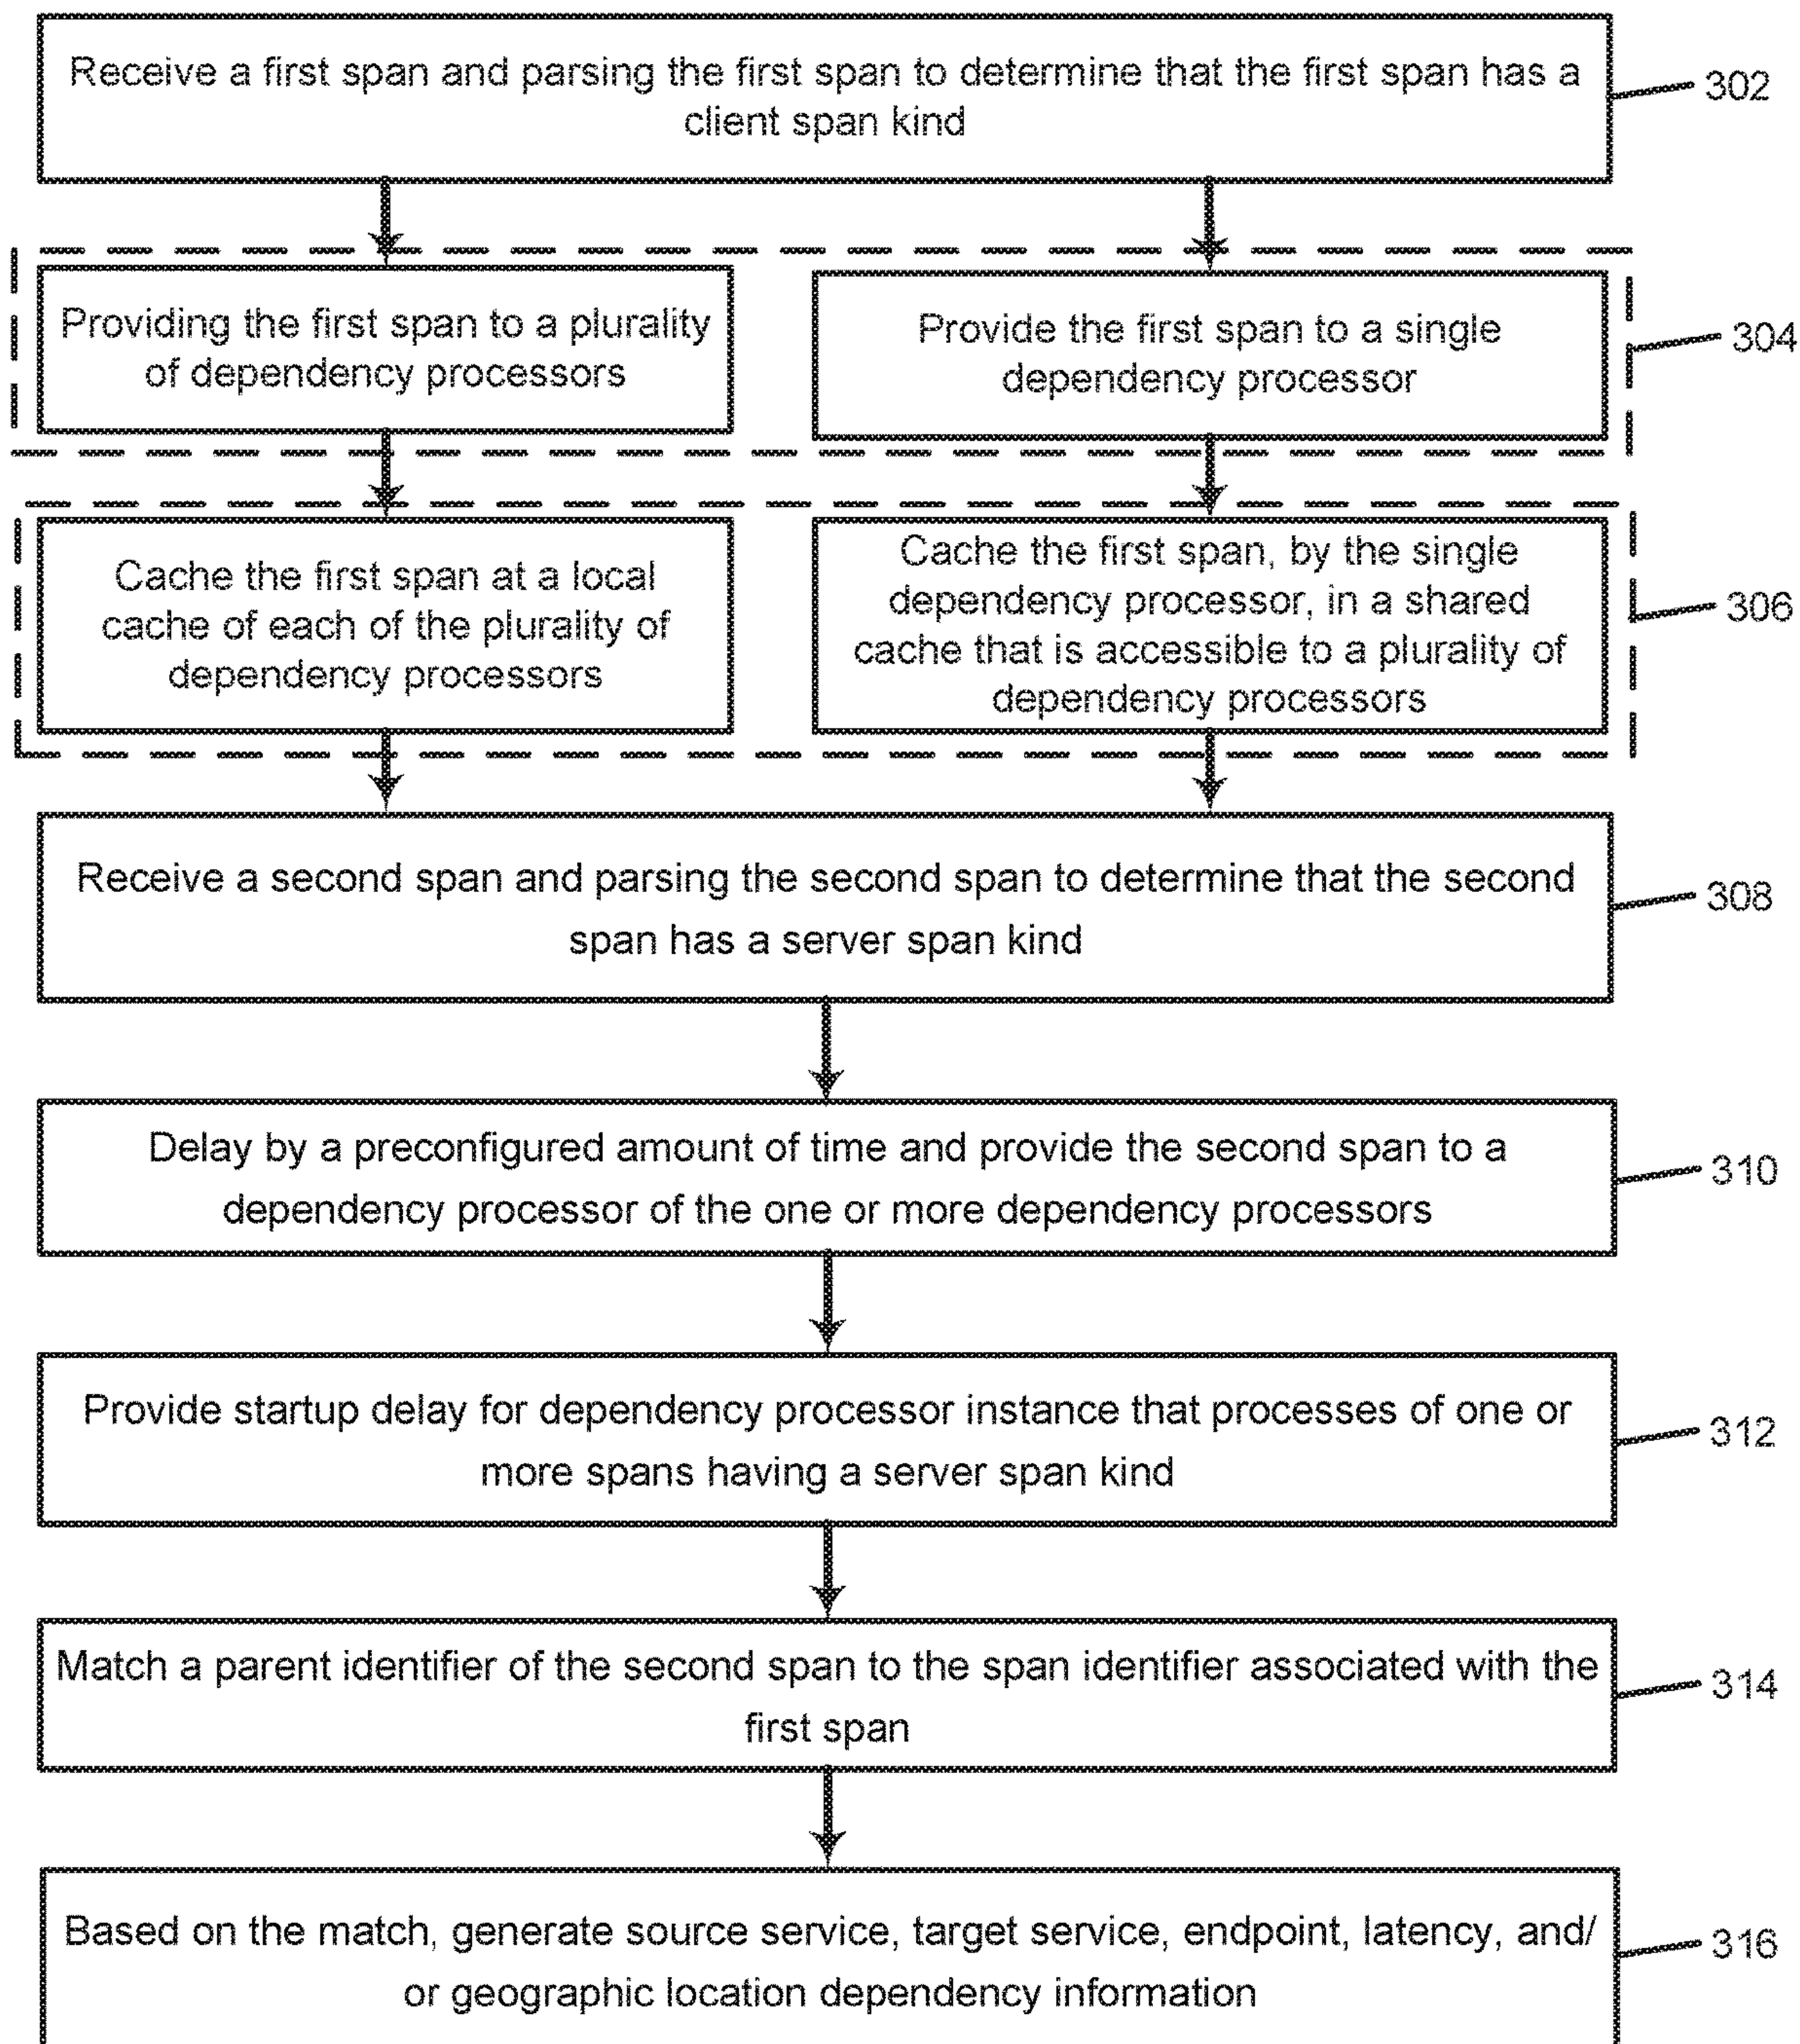 Receive a first span and parsing the first span to determine that the first span has a
client span kind
302
Providing the first span to a plurality
of dependency processors
Provide the first span to a single
dependency processor
304
Cache the first span at a local
cache of each of the plurality of
dependency processors
Cache the first span, by the single
dependency processor, in a shared
cache that is accessible to a plurality of
dependency processors
306
Receive a second span and parsing the second span to determine that the second
span has a server span kind
308
Delay by a preconfigured amount of time and provide the second span to a
dependency processor of the one or more dependency processors
310
Provide startup delay for dependency processor instance that processes of one or
more spans having a server span kind
312
Match a parent identifier of the second span to the span identifier associated with the
first span
314
Based on the match, generate source service, target service, endpoint, latency, and/
or geographic location dependency information
316